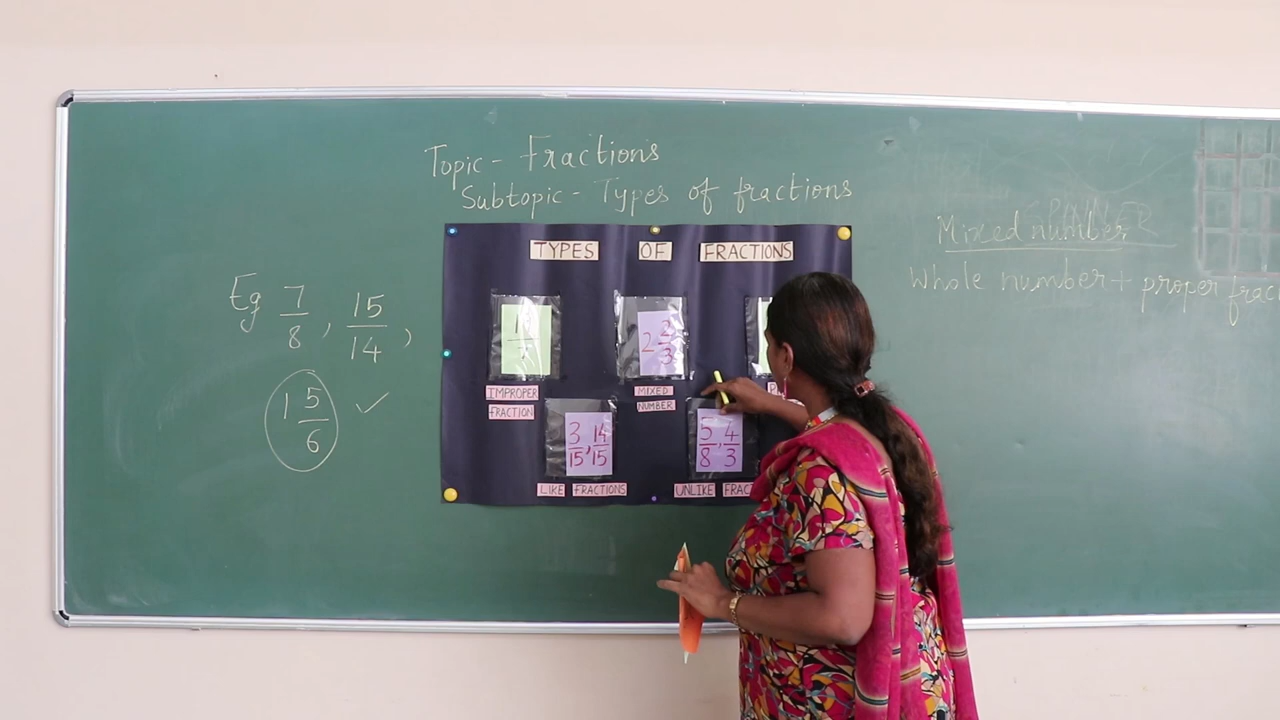 Topic - Fractions
Subtopic - Types of fractions
TYPES OF FRACTIONS
Mixed number
Whole number + proper frac
Eg 7/8, 15/14,
1 5/6 ✓
2 2/3
IMPROPER
FRACTION
MIXED
NUMBER
3/15, 14/15
5/8, 4/3
LIKE FRACTIONS
UNLIKE FRAC